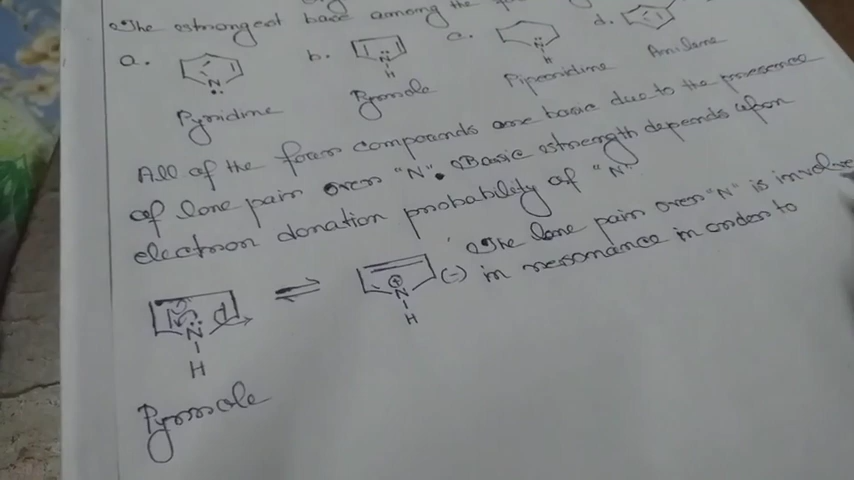 The strongest base among the
a. N
b. N H
c. N H
d.
Pyridine
Pyrrole
Piperidine
Aniline
All of the four compounds are basic due to the presence
of lone pair over "N". Basic strength depends upon
electron donation probability of "N"
The lone pair over "N" is involve
in resonance in order to
N H
⇌
⊕ N H (-)
Pyrrole